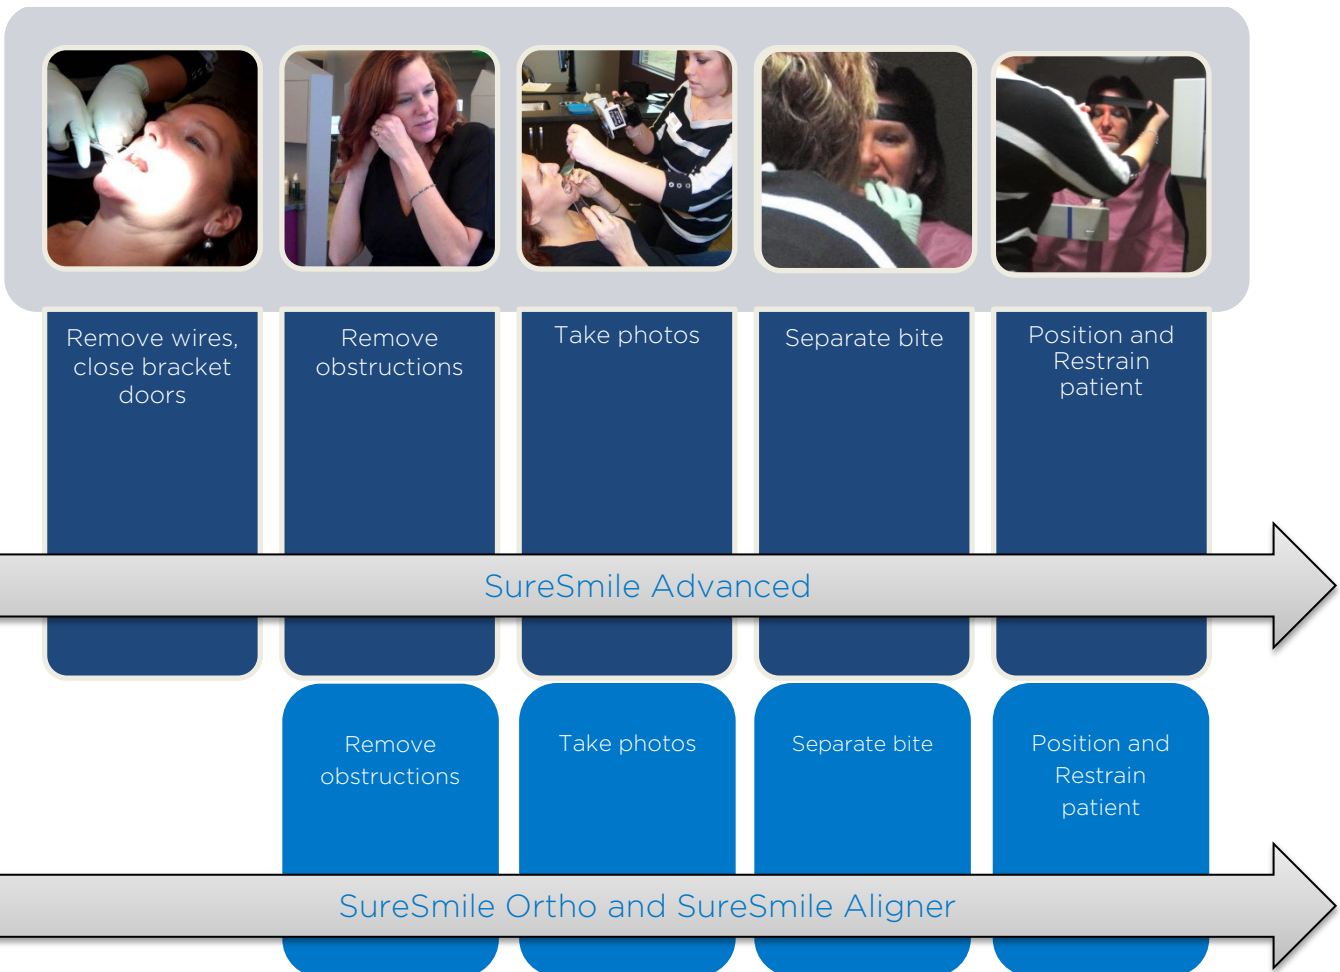 Remove wires,
close bracket
doors
Remove
obstructions
Take photos
Separate bite
Position and
Restrain
patient
SureSmile Advanced
Remove
obstructions
Take photos
Separate bite
Position and
Restrain
patient
SureSmile Ortho and SureSmile Aligner